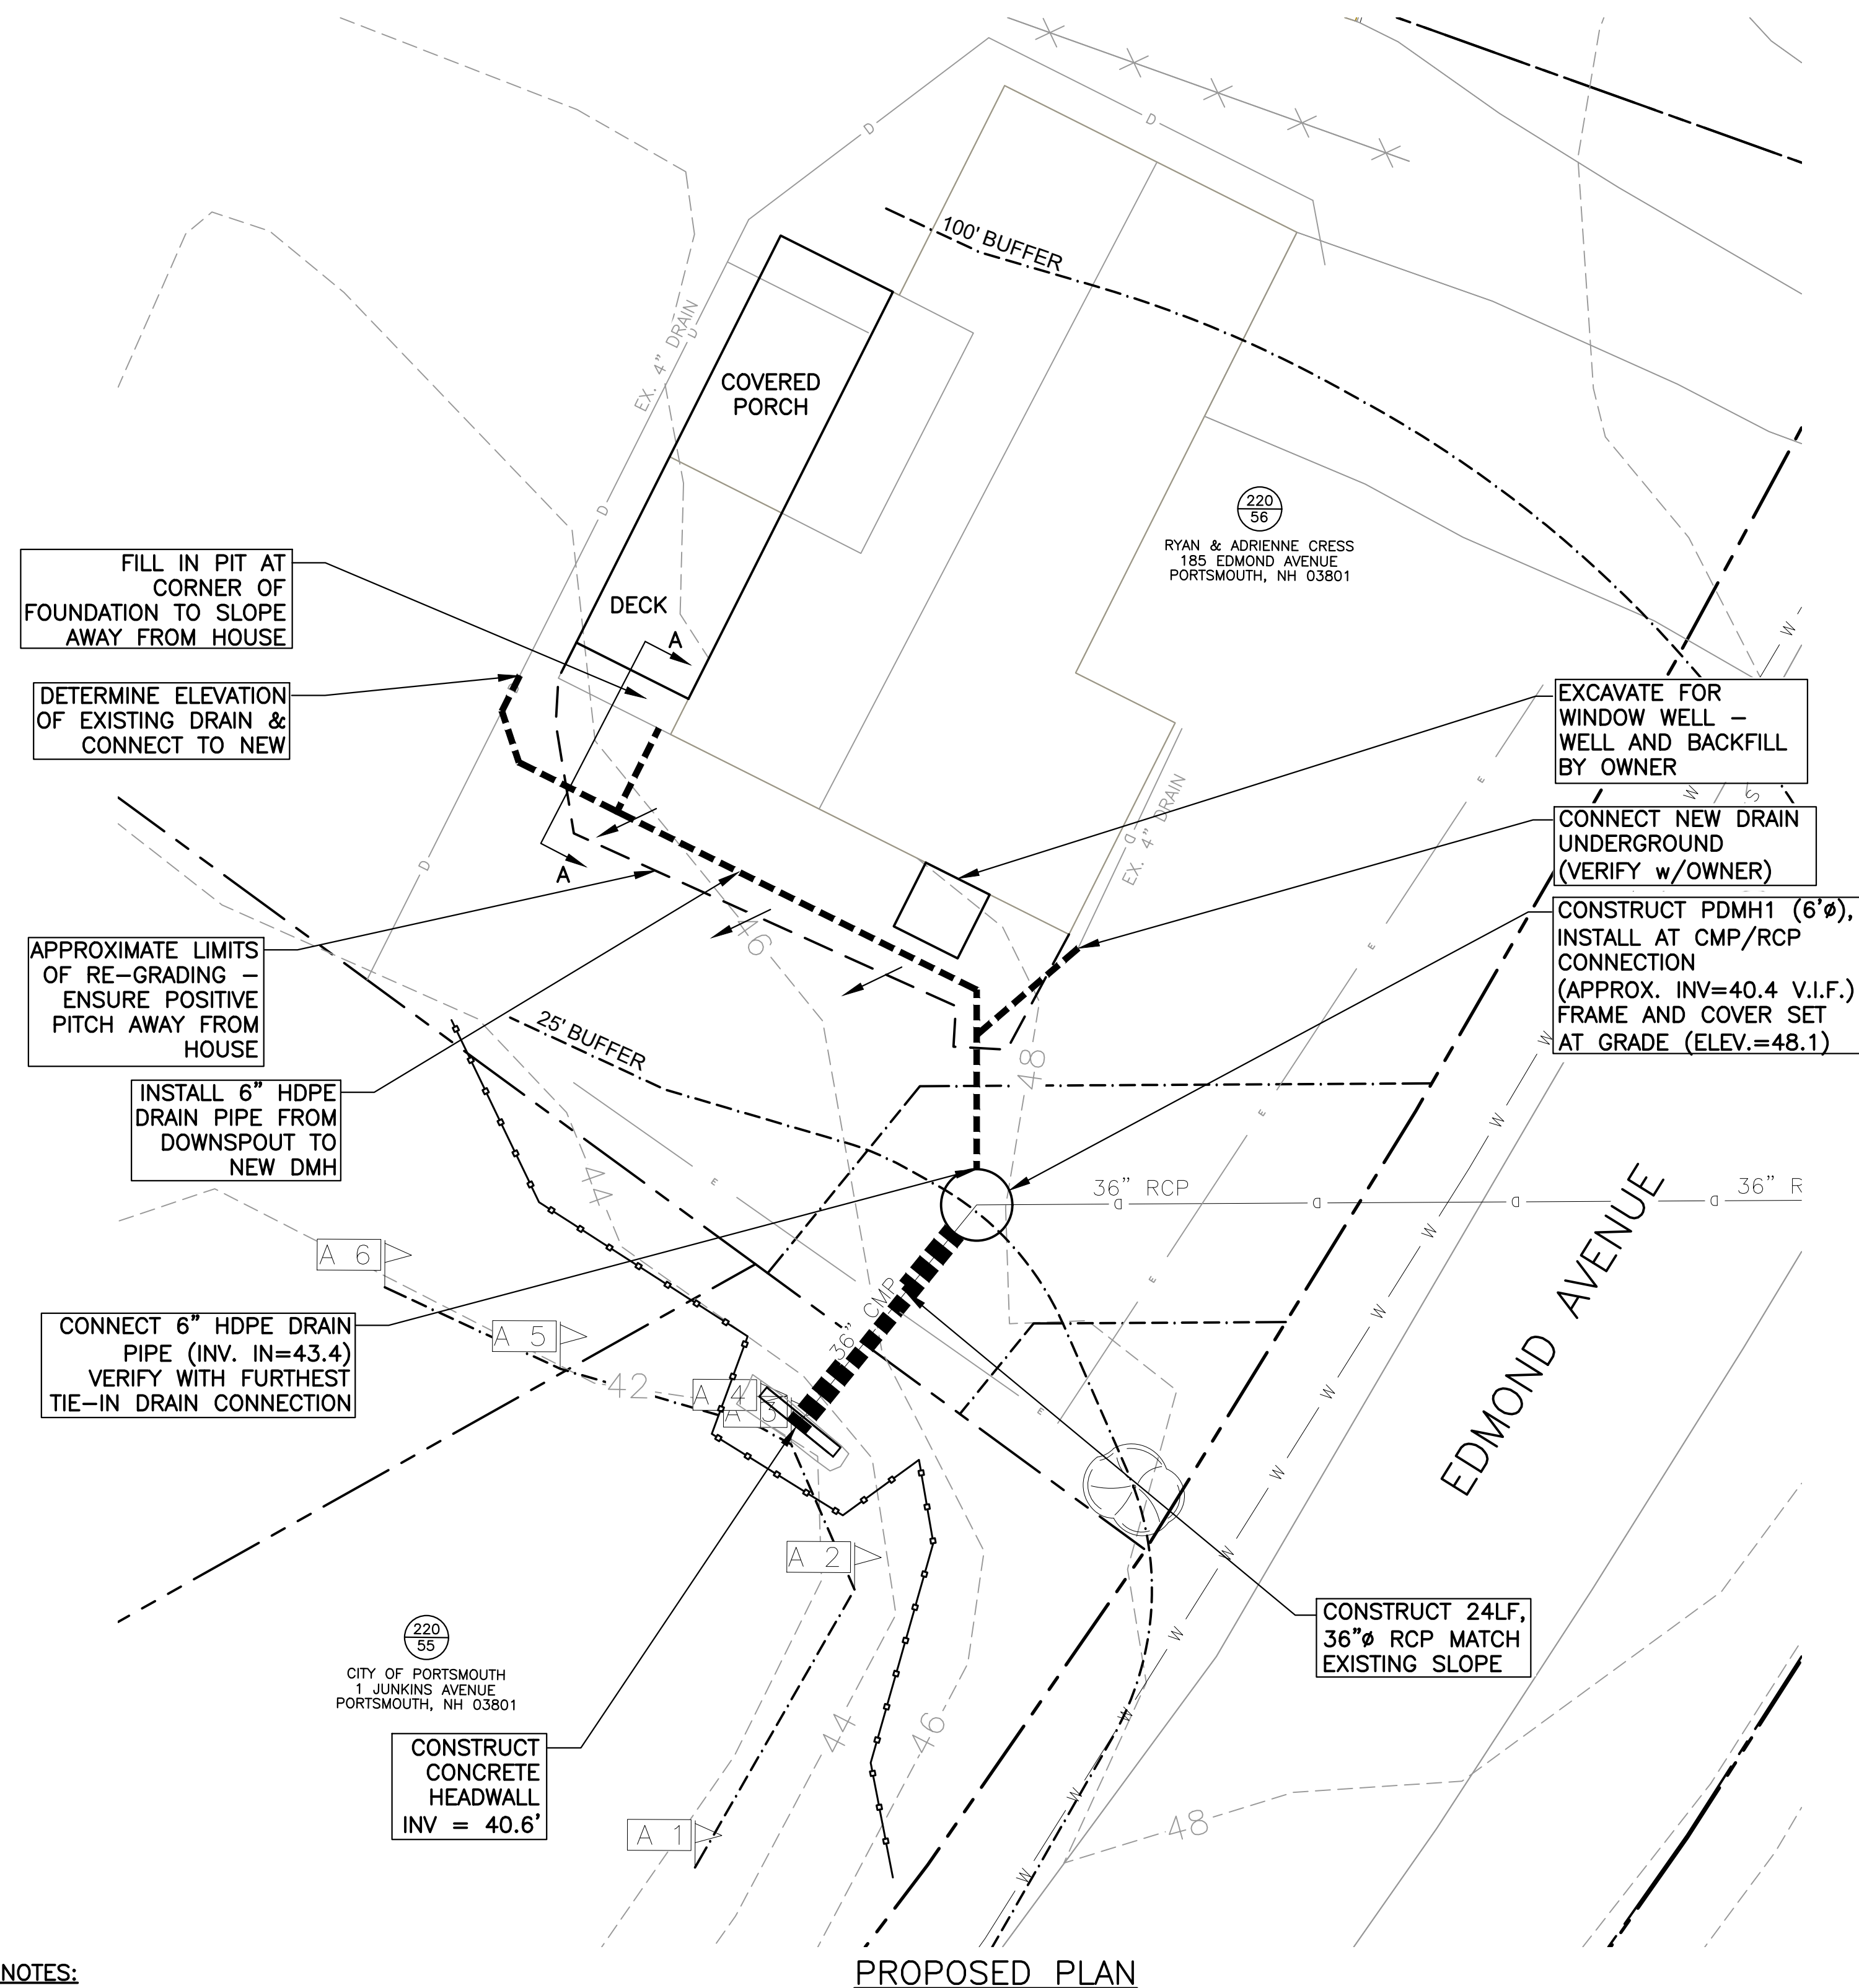 100' BUFFER
D
D
EX. 4" DRAIN
D
COVERED
PORCH
220
56
RYAN & ADRIENNE CRESS
185 EDMOND AVENUE
PORTSMOUTH, NH 03801
D
FILL IN PIT AT
CORNER OF
FOUNDATION TO SLOPE
AWAY FROM HOUSE
DECK
A
W
DETERMINE ELEVATION
OF EXISTING DRAIN &
CONNECT TO NEW
EXCAVATE FOR
WINDOW WELL –
WELL AND BACKFILL
BY OWNER
E
W
S
EX. 4" DRAIN
D
CONNECT NEW DRAIN
UNDERGROUND
(VERIFY w/OWNER)
D
A
46
E
CONSTRUCT PDMH1 (6'ø),
INSTALL AT CMP/RCP
CONNECTION
(APPROX. INV=40.4 V.I.F.)
FRAME AND COVER SET
AT GRADE (ELEV.=48.1)
APPROXIMATE LIMITS
OF RE–GRADING –
ENSURE POSITIVE
PITCH AWAY FROM
HOUSE
25' BUFFER
48
W
INSTALL 6" HDPE
DRAIN PIPE FROM
DOWNSPOUT TO
NEW DMH
E
E
W
44
36" RCP
D
D
D
D
36" R
W
EDMOND AVENUE
A 6
36" CMP
E
W
A 5
CONNECT 6" HDPE DRAIN
PIPE (INV. IN=43.4)
VERIFY WITH FURTHEST
TIE–IN DRAIN CONNECTION
42
A 4
A 3
E
W
W
A 2
W
W
220
55
CITY OF PORTSMOUTH
1 JUNKINS AVENUE
PORTSMOUTH, NH 03801
CONSTRUCT 24LF,
36"ø RCP MATCH
EXISTING SLOPE
CONSTRUCT
CONCRETE
HEADWALL
INV = 40.6'
44
46
W
W
48
A 1
W
NOTES:
PROPOSED PLAN